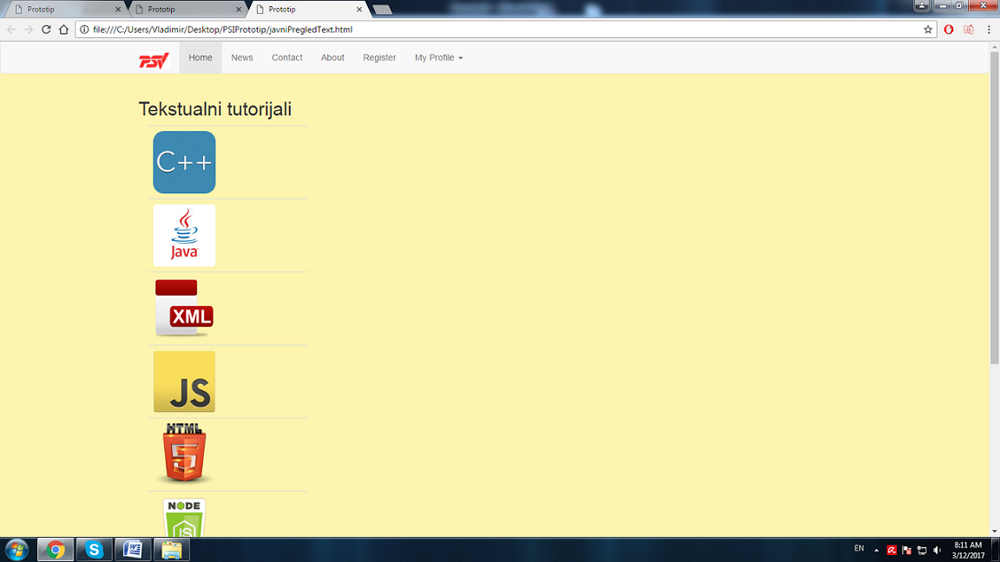 Prototip
Prototip
Prototip
file:///C:/Users/Vladimir/Desktop/PSIPrototip/javniPregledText.html
PSV
Home
News
Contact
About
Register
My Profile
Tekstualni tutorijali
C++
Java
XML
JS
HTML
5
NODE
JS
EN
8:11 AM
3/12/2017